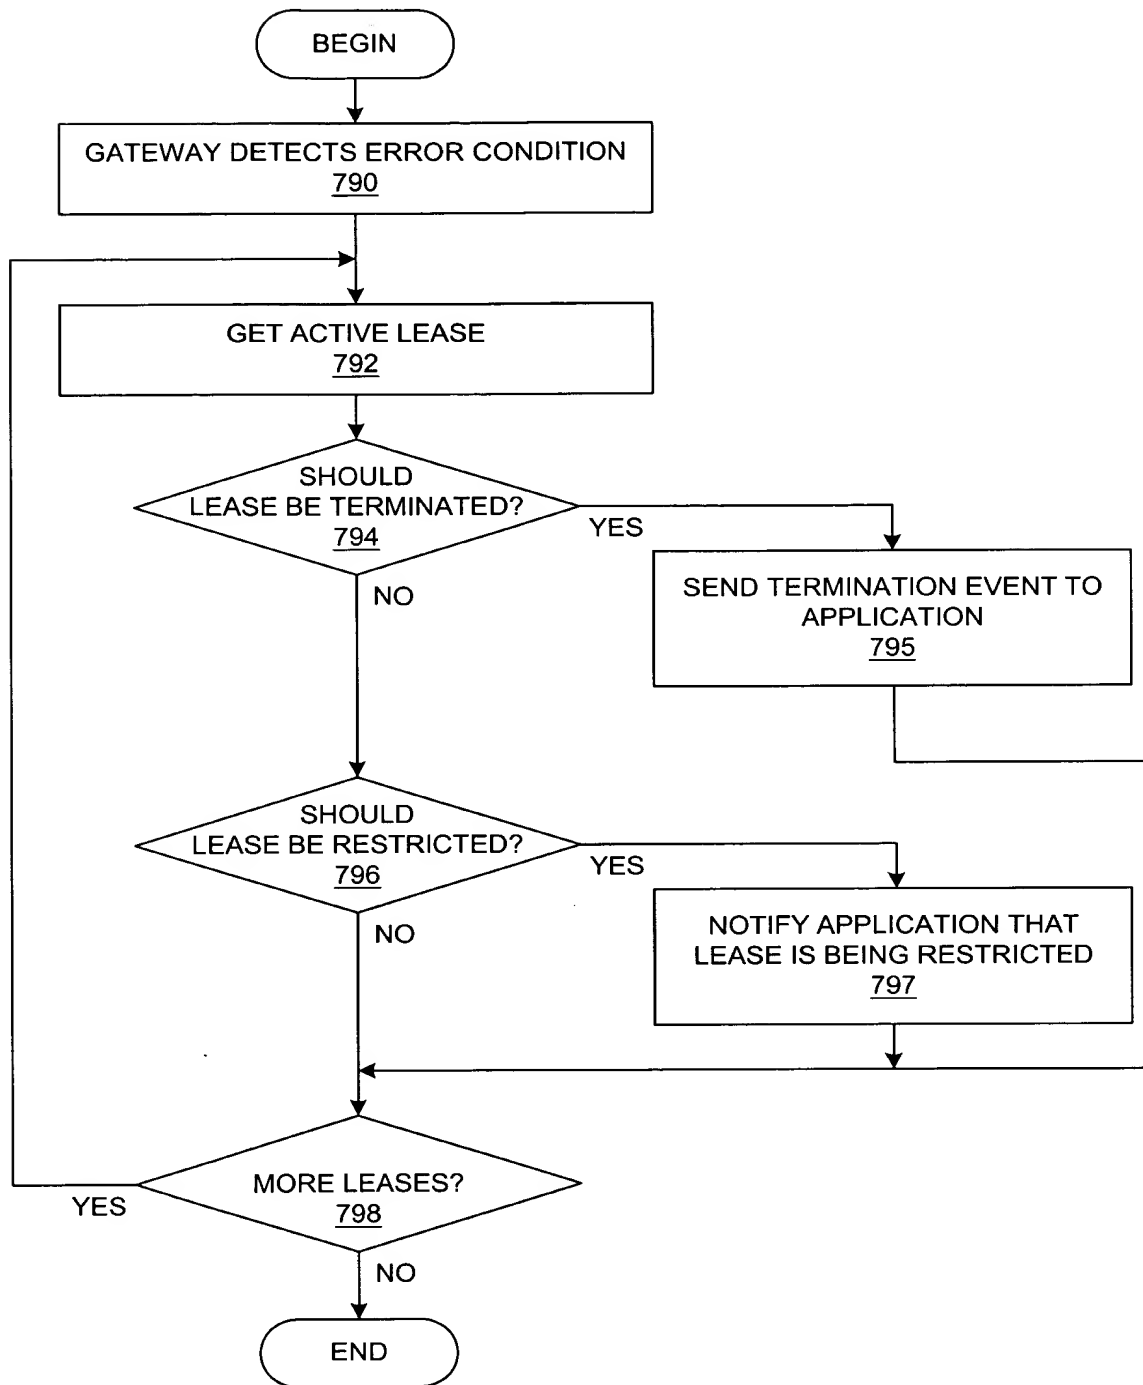 BEGIN
GATEWAY DETECTS ERROR CONDITION
790
GET ACTIVE LEASE
792
SHOULD
LEASE BE TERMINATED?
794
YES
NO
SEND TERMINATION EVENT TO
APPLICATION
795
SHOULD
LEASE BE RESTRICTED?
796
YES
NO
NOTIFY APPLICATION THAT
LEASE IS BEING RESTRICTED
797
MORE LEASES?
798
YES
NO
END